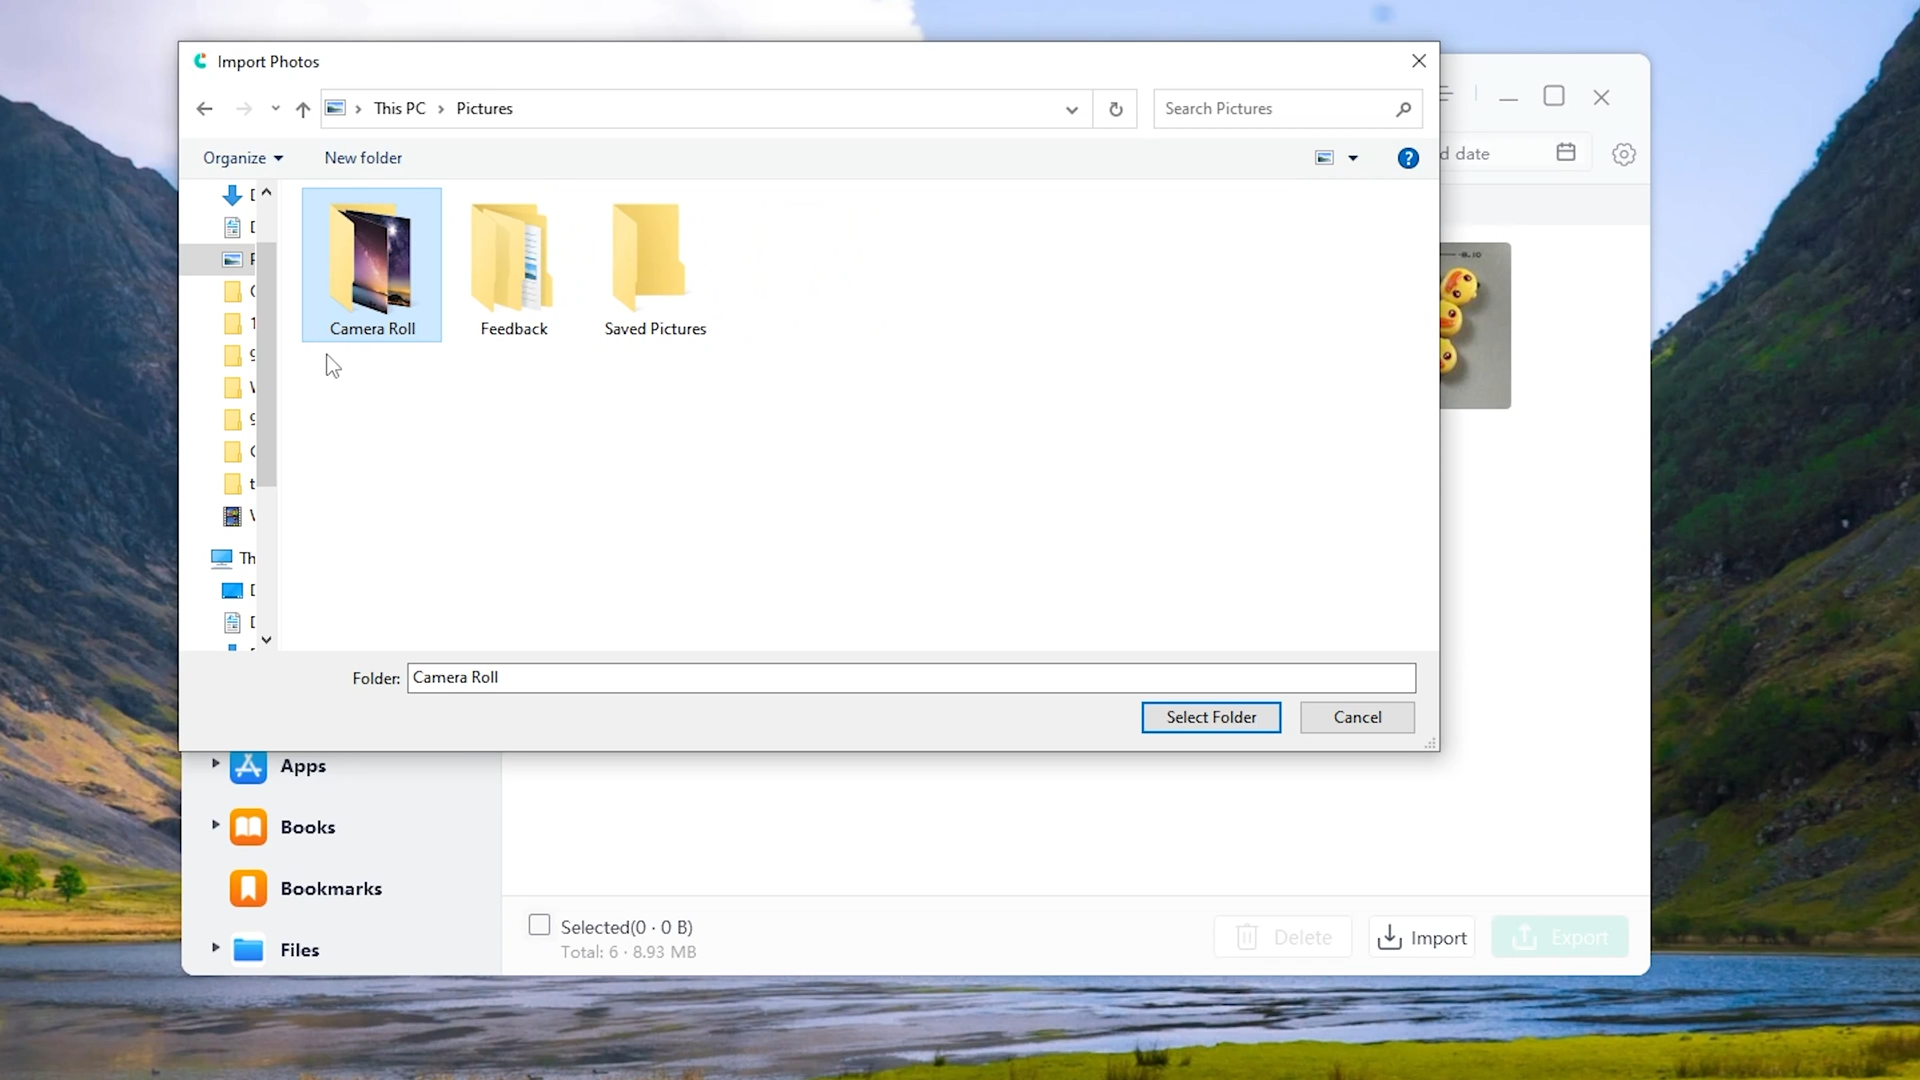 Import Photos
This PC
Pictures
Search Pictures
Organize
New folder
d date
Camera Roll
Feedback
Saved Pictures
Th
Folder:
Camera Roll
Select Folder
Cancel
Apps
Books
Bookmarks
Files
Selected(0 · 0 B)
Total: 6 · 8.93 MB
Delete
Import
Export